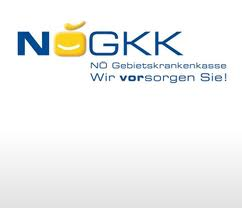 NÖGKK
NÖ Gebietskrankenkasse
Wir vorsorgen Sie!